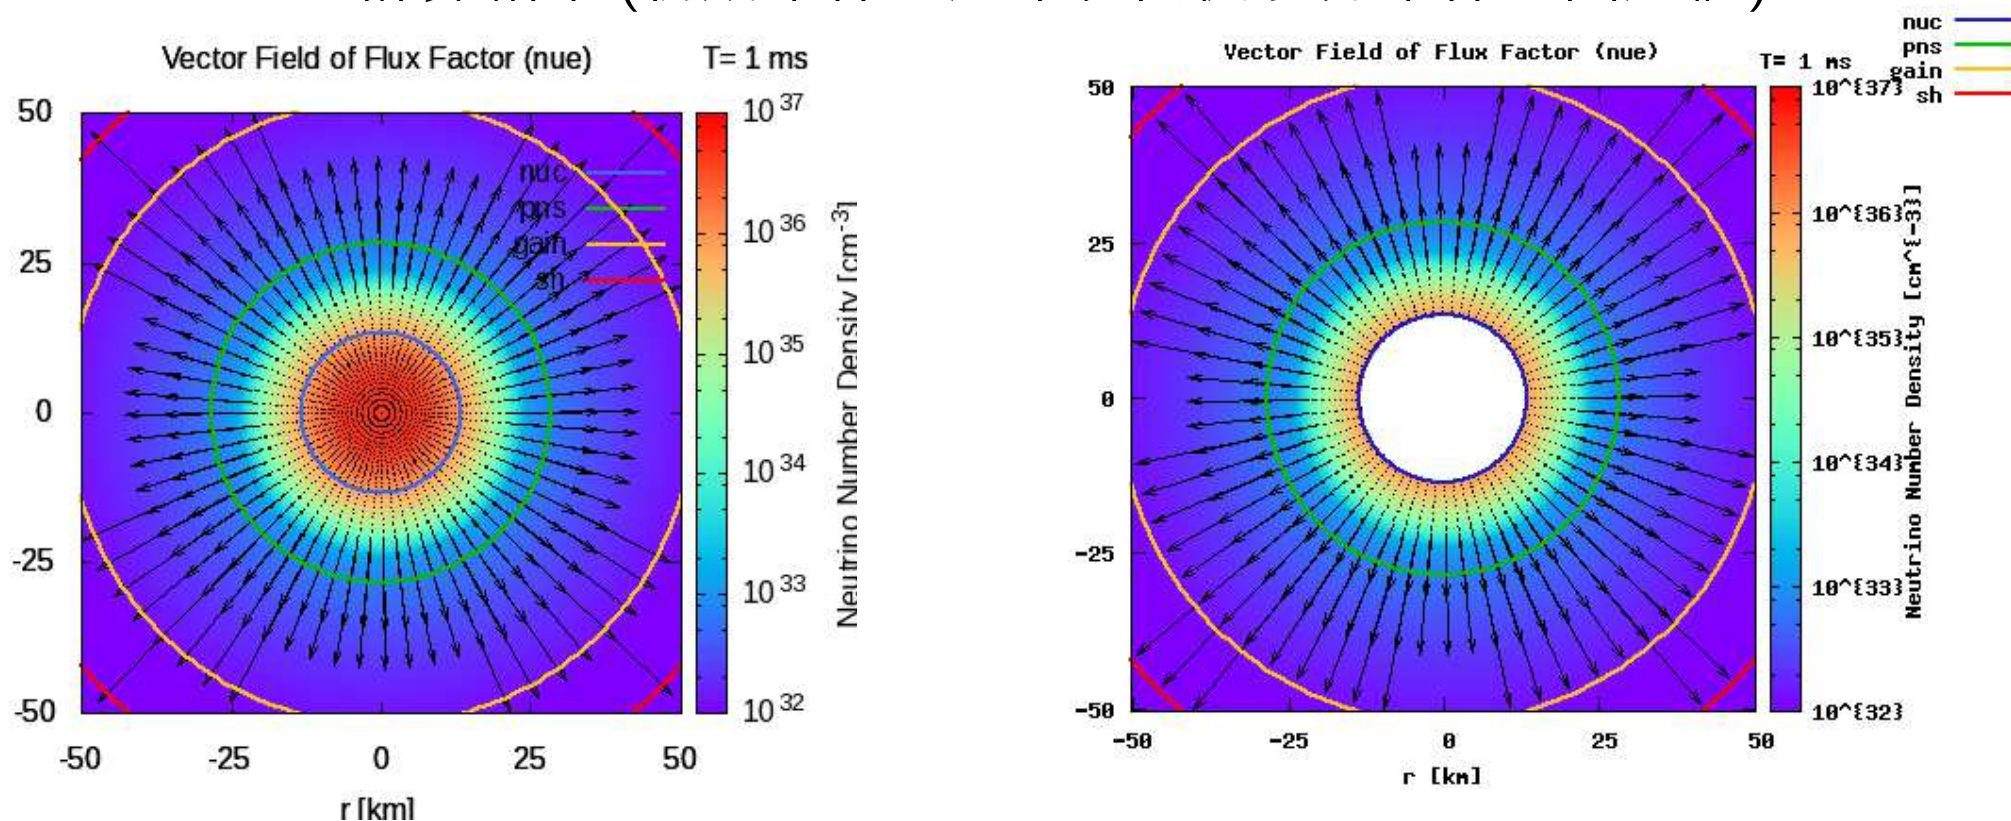 Vector Field of Flux Factor (nue)
T= 1 ms
nuc
pns
gain
sh
50
25
0
-25
-50
-50
-25
0
25
50
r [km]
10 37
10 36
10 35
10 34
10 33
10 32
Neutrino Number Density [cm-3]
Vector Field of Flux Factor (nue)
T= 1 ms
nuc
pns
gain
sh
50
25
0
-25
-50
-50
-25
0
25
50
r [km]
10^{37}
10^{36}
10^{35}
10^{34}
10^{33}
10^{32}
Neutrino Number Density [cm^{-3}]